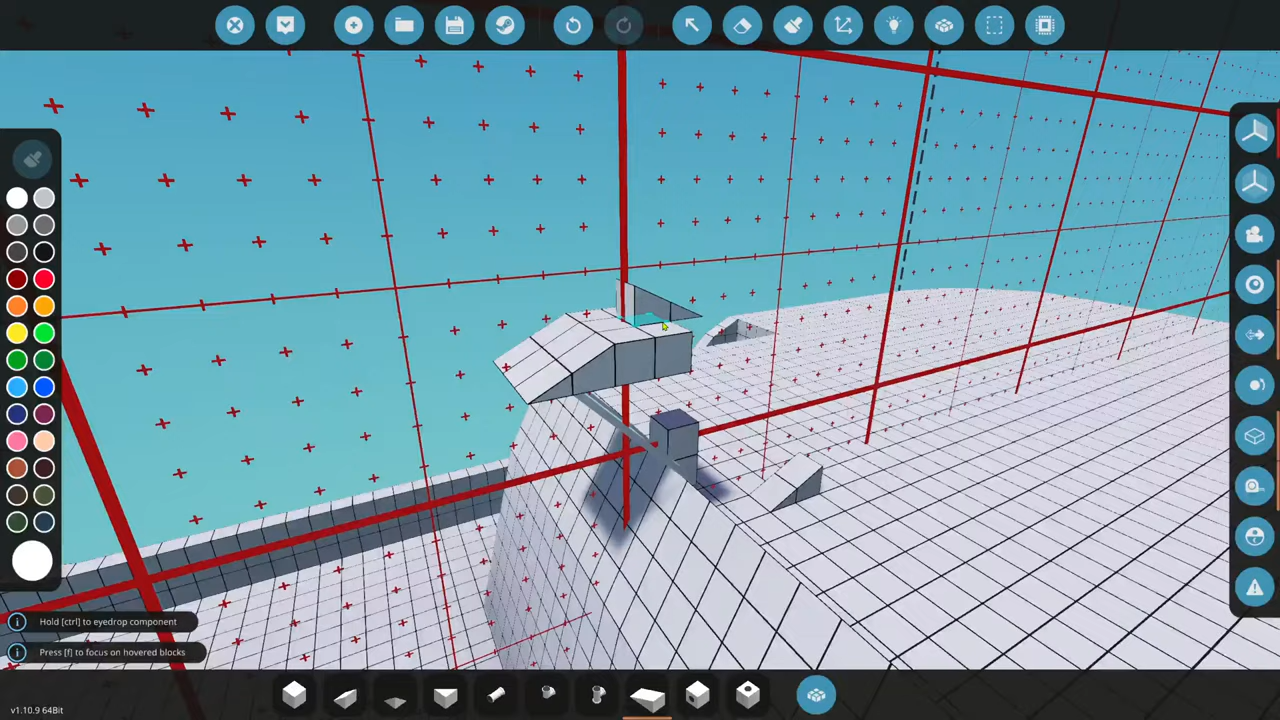 Hold [ctrl] to eyedrop component
Press [f] to focus on hovered blocks
v1.10.9 64Bit